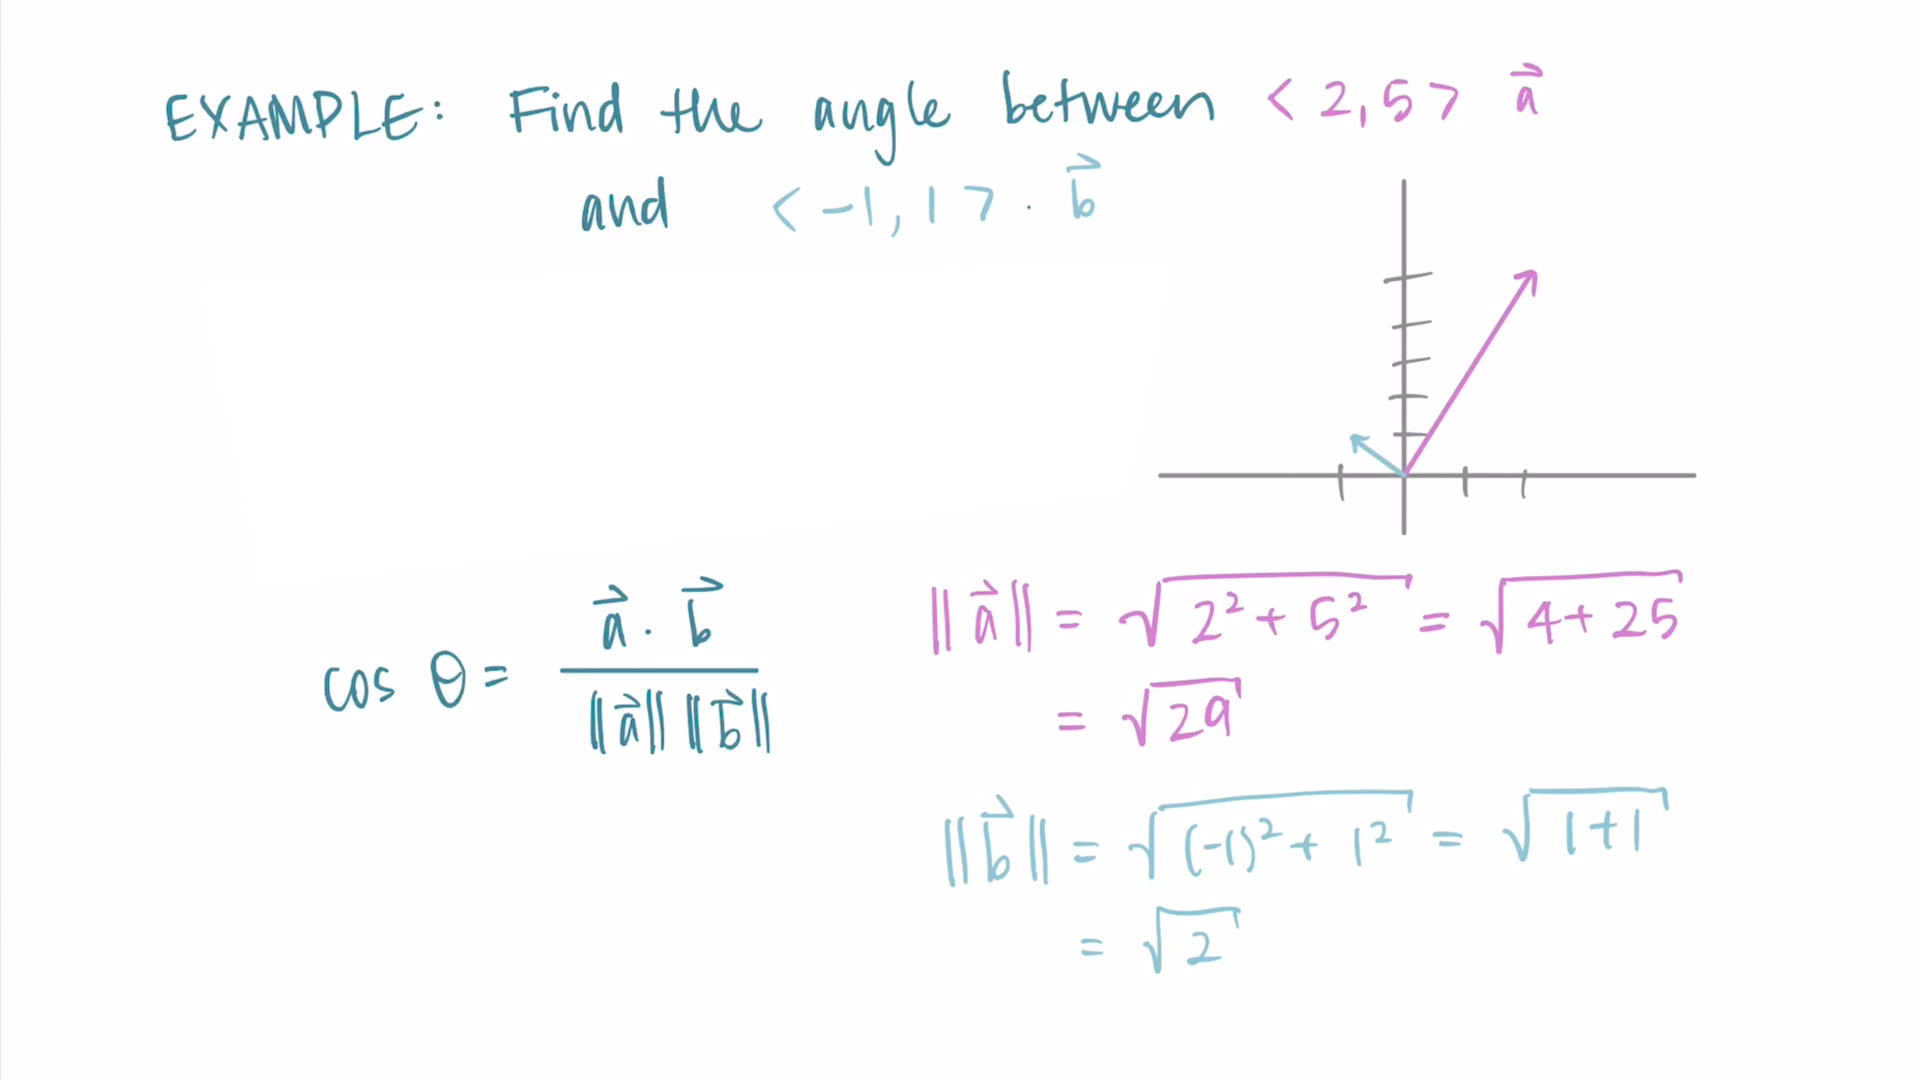 EXAMPLE: Find the angle between < 2, 5 > a⃗
and < -1, 1 > . b⃗
cos θ = (a⃗ · b⃗) / (||a⃗|| ||b⃗||)
||a⃗|| = √(2² + 5²) = √(4 + 25)
= √29
||b⃗|| = √((-1)² + 1²) = √(1 + 1)
= √2